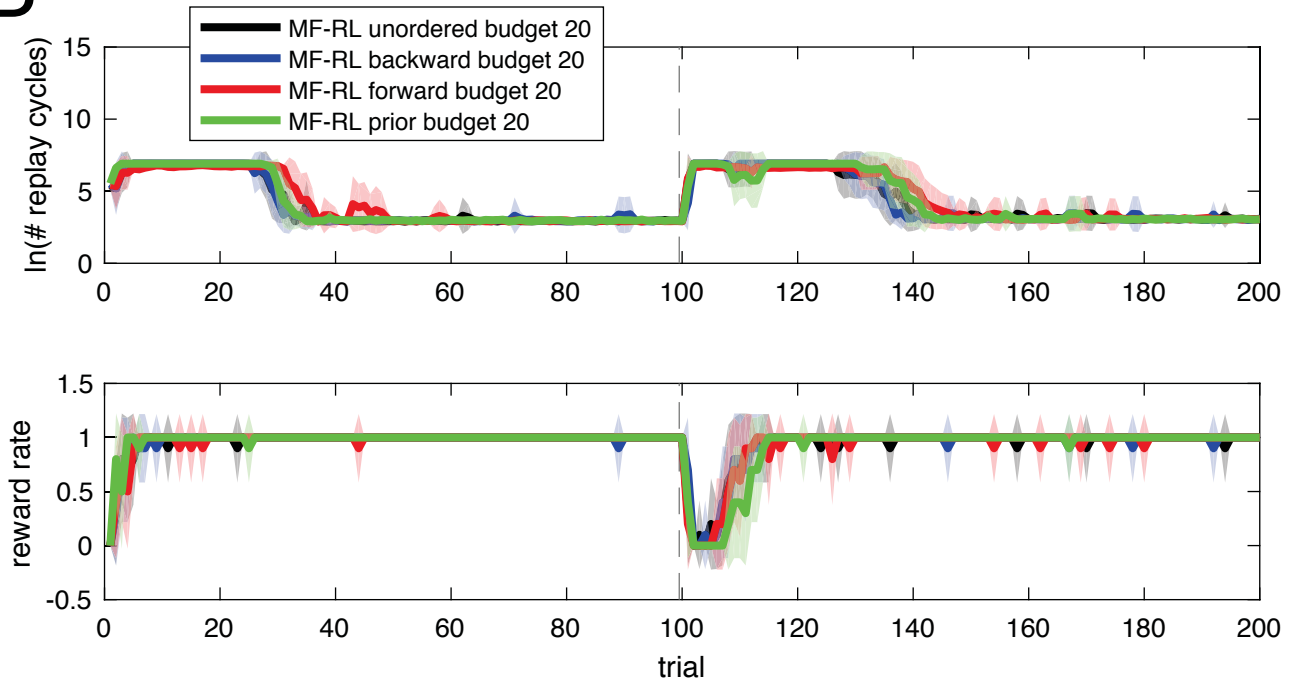 MF-RL unordered budget 20
MF-RL backward budget 20
MF-RL forward budget 20
MF-RL prior budget 20
ln(# replay cycles)
15
10
5
0
0 20 40 60 80 100 120 140 160 180 200
reward rate
1.5
1
0.5
0
-0.5
0 20 40 60 80 100 120 140 160 180 200
trial